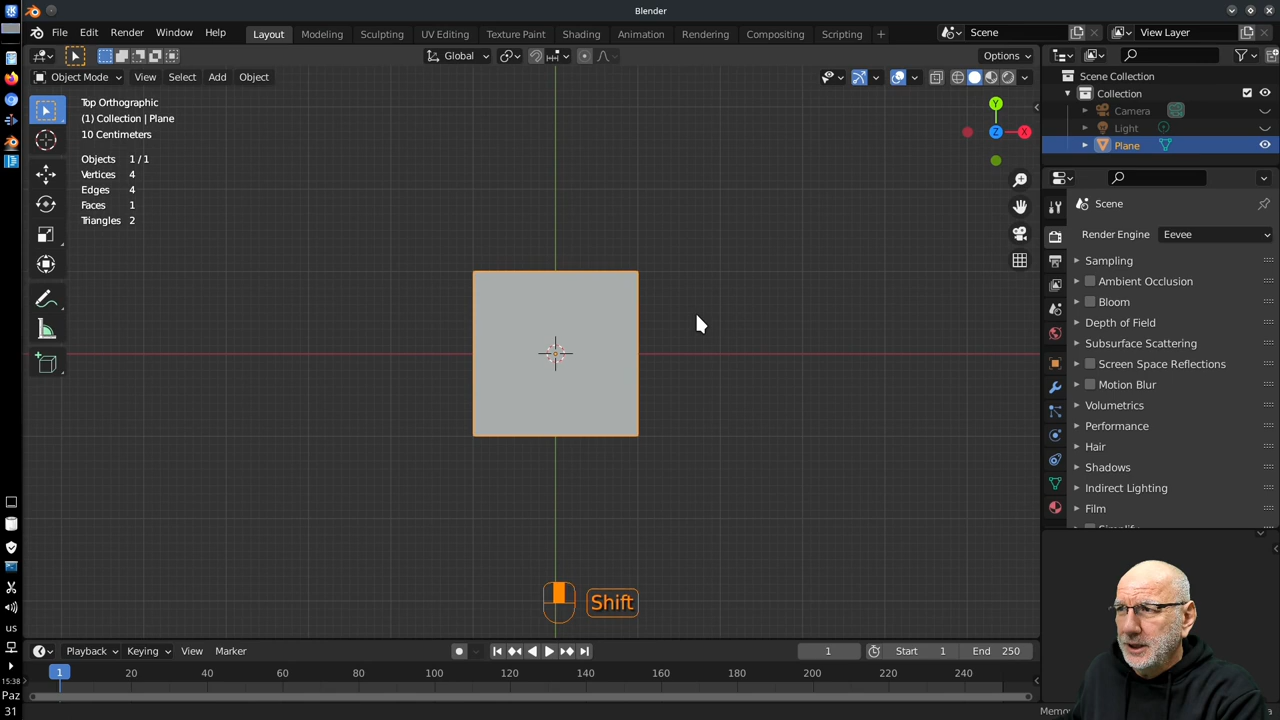 Blender
File Edit Render Window Help
Layout Modeling Sculpting UV Editing Texture Paint Shading Animation Rendering Compositing Scripting +
Scene
View Layer
Global
Options
Object Mode View Select Add Object
Top Orthographic
(1) Collection | Plane
10 Centimeters
Objects 1 / 1
Vertices 4
Edges 4
Faces 1
Triangles 2
Y
Z
X
Scene Collection
Collection
Camera
Light
Plane
Scene
Render Engine Eevee
Sampling
Ambient Occlusion
Bloom
Depth of Field
Subsurface Scattering
Screen Space Reflections
Motion Blur
Volumetrics
Performance
Hair
Shadows
Indirect Lighting
Film
Simplify
Shift
Playback Keying View Marker
1 Start 1 End 250
1 20 40 60 80 100 120 140 160 180 200 220 240
us
15:38
Paz
31